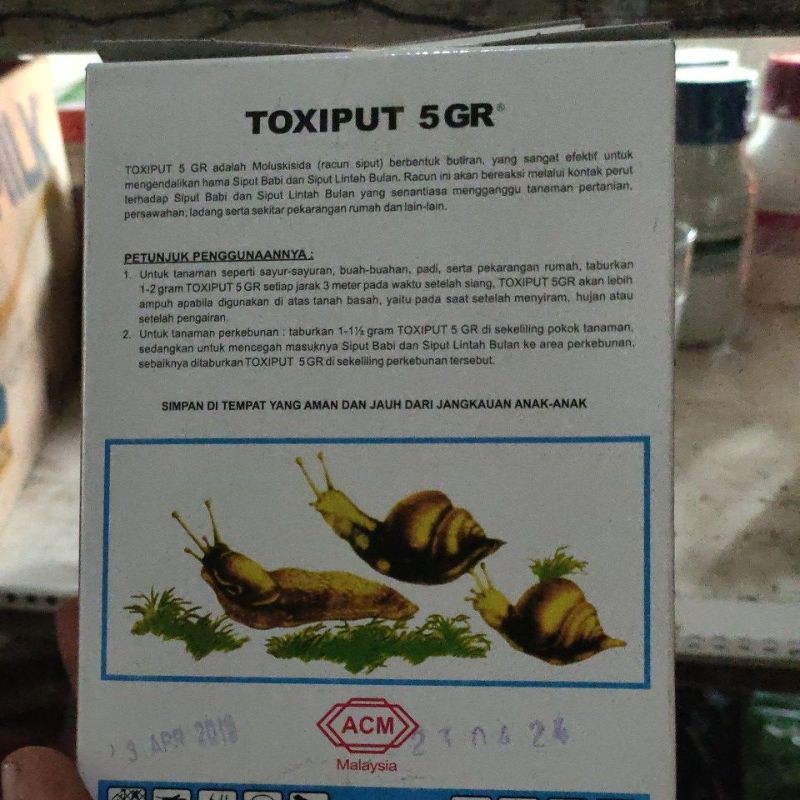 TOXIPUT 5GR®
TOXIPUT 5 GR adalah Moluskisida (racun siput) berbentuk butiran, yang sangat efektif untuk
mengendalikan hama Siput Babi dan Siput Lintah Bulan. Racun ini akan bereaksi melalui kontak perut
terhadap Siput Babi dan Siput Lintah Bulan yang senantiasa mengganggu tanaman pertanian,
persawahan, ladang serta sekitar pekarangan rumah dan lain-lain.
PETUNJUK PENGGUNAANNYA :
1. Untuk tanaman seperti sayur-sayuran, buah-buahan, padi, serta pekarangan rumah, taburkan
1-2 gram TOXIPUT 5 GR setiap jarak 3 meter pada waktu setelah siang. TOXIPUT 5GR akan lebih
ampuh apabila digunakan di atas tanah basah, yaitu pada saat setelah menyiram, hujan atau
setelah pengairan.
2. Untuk tanaman perkebunan : taburkan 1-1½ gram TOXIPUT 5 GR di sekeliling pokok tanaman,
sedangkan untuk mencegah masuknya Siput Babi dan Siput Lintah Bulan ke area perkebunan,
sebaiknya ditaburkan TOXIPUT 5GR di sekeliling perkebunan tersebut.
SIMPAN DI TEMPAT YANG AMAN DAN JAUH DARI JANGKAUAN ANAK-ANAK
ACM
Malaysia